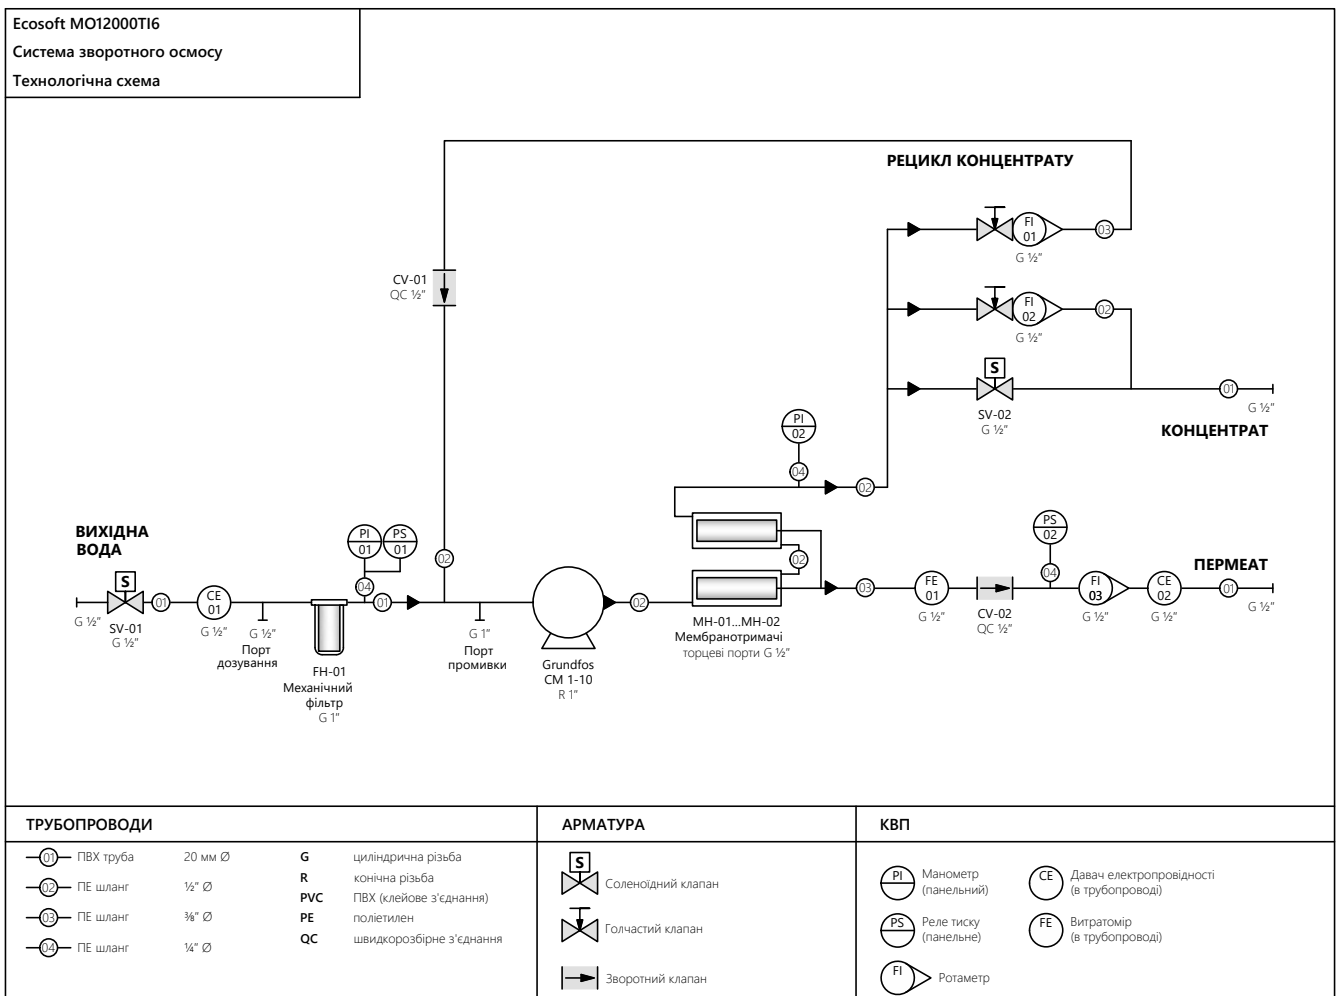 Ecosoft MO12000TI6
Система зворотного осмосу
Технологічна схема
РЕЦИКЛ КОНЦЕНТРАТУ
FI
01
03
G ½"
CV-01
QC ½"
FI
02
02
G ½"
S
SV-02
G ½"
01
G ½"
КОНЦЕНТРАТ
PI
02
04
02
ВИХІДНА
ВОДА
PI
01
PS
01
02
02
PS
02
ПЕРМЕАТ
S
01
CE
01
04
01
02
03
FE
01
04
FI
03
CE
02
01
G ½"
SV-01
G ½"
G ½"
G ½"
Порт
дозування
FH-01
Механічний
фільтр
G 1"
G 1"
Порт
промивки
Grundfos
CM 1-10
R 1"
MH-01...MH-02
Мембранотримачі
торцеві порти G ½"
G ½"
CV-02
QC ½"
G ½"
G ½"
G ½"
ТРУБОПРОВОДИ
01 ПВХ труба 20 мм Ø
02 ПЕ шланг ½" Ø
03 ПЕ шланг ⅜" Ø
04 ПЕ шланг ¼" Ø
G циліндрична різьба
R конічна різьба
PVC ПВХ (клейове з'єднання)
PE поліетилен
QC швидкорозбірне з'єднання
АРМАТУРА
S
Соленоїдний клапан
Голчастий клапан
Зворотний клапан
КВП
PI Манометр
(панельний)
PS Реле тиску
(панельне)
FI Ротаметр
CE Давач електропровідності
(в трубопроводі)
FE Витратомір
(в трубопроводі)